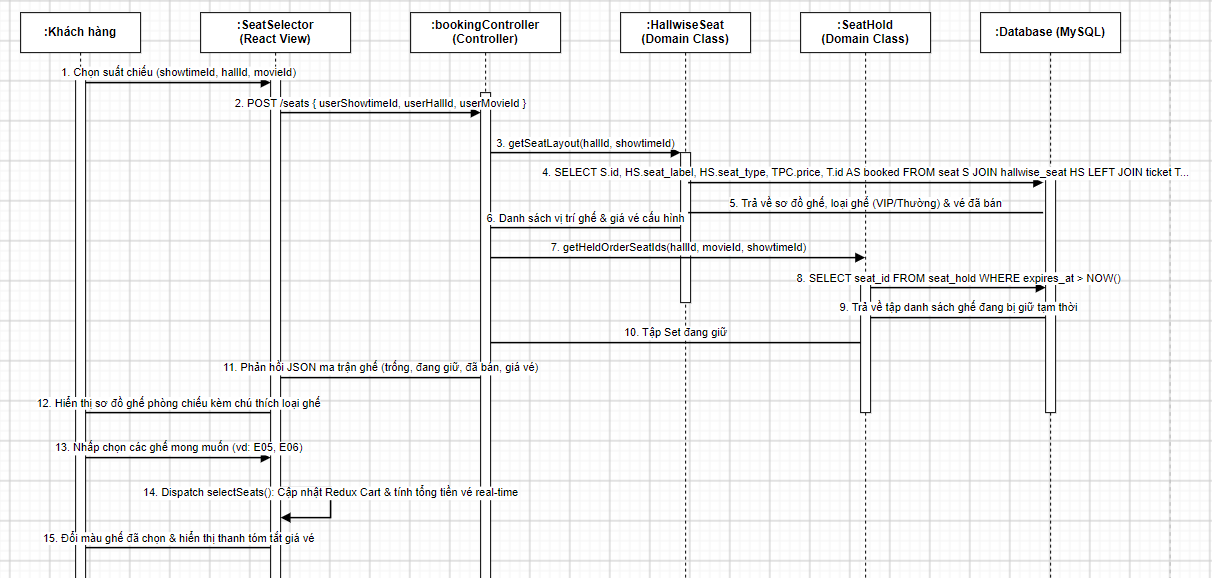 :Khách hàng
:SeatSelector
(React View)
:bookingController
(Controller)
:HallwiseSeat
(Domain Class)
:SeatHold
(Domain Class)
:Database (MySQL)
1. Chọn suất chiếu (showtimeId, hallId, movieId)
2. POST /seats { userShowtimeId, userHallId, userMovieId }
3. getSeatLayout(hallId, showtimeId)
4. SELECT S.id, HS.seat_label, HS.seat_type, TPC.price, T.id AS booked FROM seat S JOIN hallwise_seat HS LEFT JOIN ticket T...
5. Trả về sơ đồ ghế, loại ghế (VIP/Thường) & vé đã bán
6. Danh sách vị trí ghế & giá vé cấu hình
7. getHeldOrderSeatIds(hallId, movieId, showtimeId)
8. SELECT seat_id FROM seat_hold WHERE expires_at > NOW()
9. Trả về tập danh sách ghế đang bị giữ tạm thời
10. Tập Set đang giữ
11. Phản hồi JSON ma trận ghế (trống, đang giữ, đã bán, giá vé)
12. Hiển thị sơ đồ ghế phòng chiếu kèm chú thích loại ghế
13. Nhấp chọn các ghế mong muốn (vd: E05, E06)
14. Dispatch selectSeats(): Cập nhật Redux Cart & tính tổng tiền vé real-time
15. Đổi màu ghế đã chọn & hiển thị thanh tóm tắt giá vé